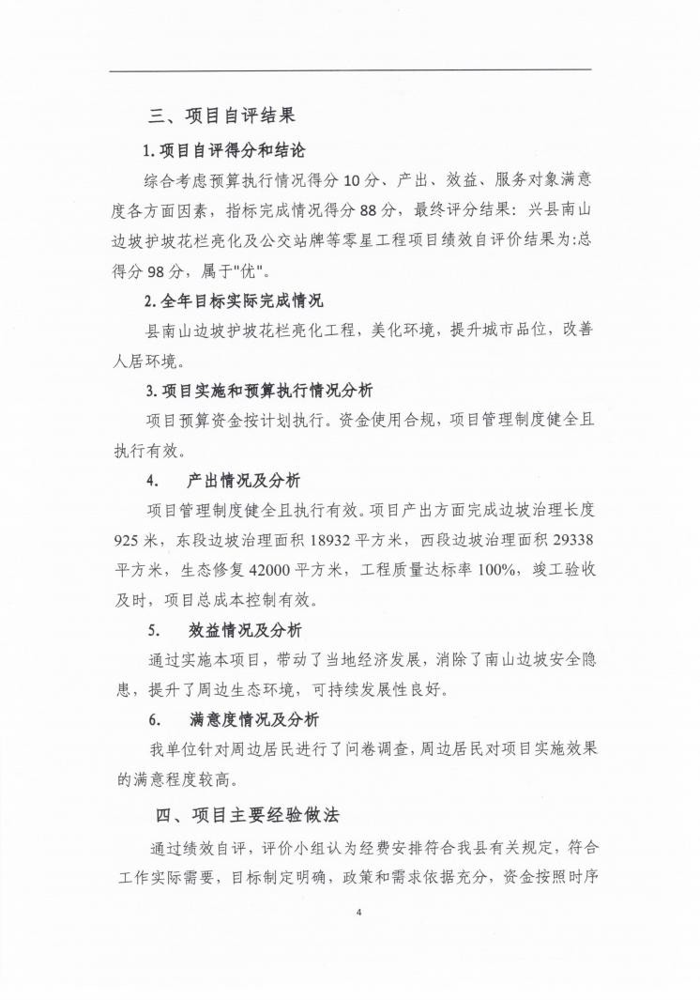 三、项目自评结果
1.项目自评得分和结论
综合考虑预算执行情况得分 10 分、产出、效益、服务对象满意
度各方面因素，指标完成情况得分 88 分，最终评分结果：兴县南山
边坡护坡花栏亮化及公交站牌等零星工程项目绩效自评价结果为:总
得分 98 分，属于"优"。
2.全年目标实际完成情况
县南山边坡护坡花栏亮化工程，美化环境，提升城市品位，改善
人居环境。
3.项目实施和预算执行情况分析
项目预算资金按计划执行。资金使用合规，项目管理制度健全且
执行有效。
4. 产出情况及分析
项目管理制度健全且执行有效。项目产出方面完成边坡治理长度
925 米，东段边坡治理面积 18932 平方米，西段边坡治理面积 29338
平方米，生态修复 42000 平方米，工程质量达标率 100%，竣工验收
及时，项目总成本控制有效。
5. 效益情况及分析
通过实施本项目，带动了当地经济发展，消除了南山边坡安全隐
患，提升了周边生态环境，可持续发展性良好。
6. 满意度情况及分析
我单位针对周边居民进行了问卷调查，周边居民对项目实施效果
的满意程度较高。
四、项目主要经验做法
通过绩效自评，评价小组认为经费安排符合我县有关规定，符合
工作实际需要，目标制定明确，政策和需求依据充分，资金按照时序
4